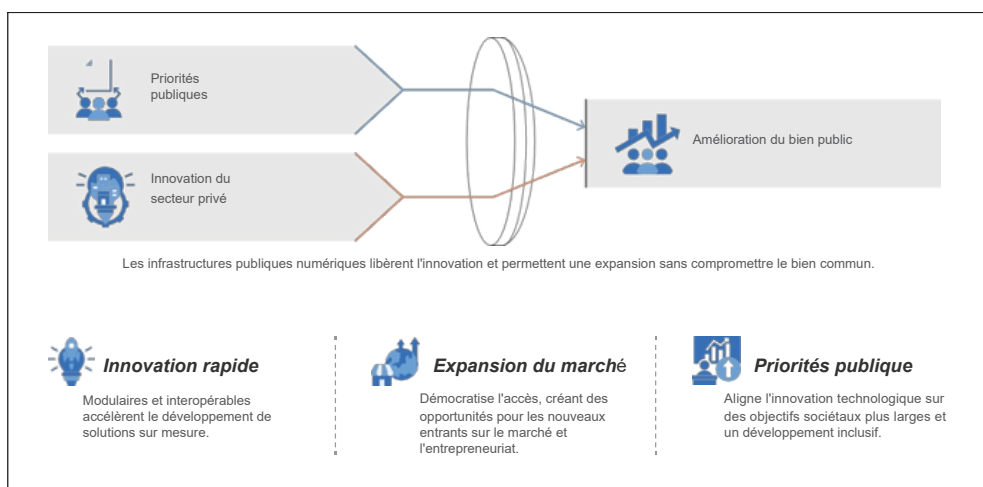 Priorités
publiques
Amélioration du bien public
Innovation du
secteur privé
Les infrastructures publiques numériques libèrent l'innovation et permettent une expansion sans compromettre le bien commun.
Innovation rapide
Modulaires et interopérables
accélèrent le développement de
solutions sur mesure.
Expansion du marché
Démocratise l'accès, créant des
opportunités pour les nouveaux
entrants sur le marché et
l'entrepreneuriat.
Priorités publique
Aligne l'innovation technologique sur
des objectifs sociétaux plus larges et
un développement inclusif.